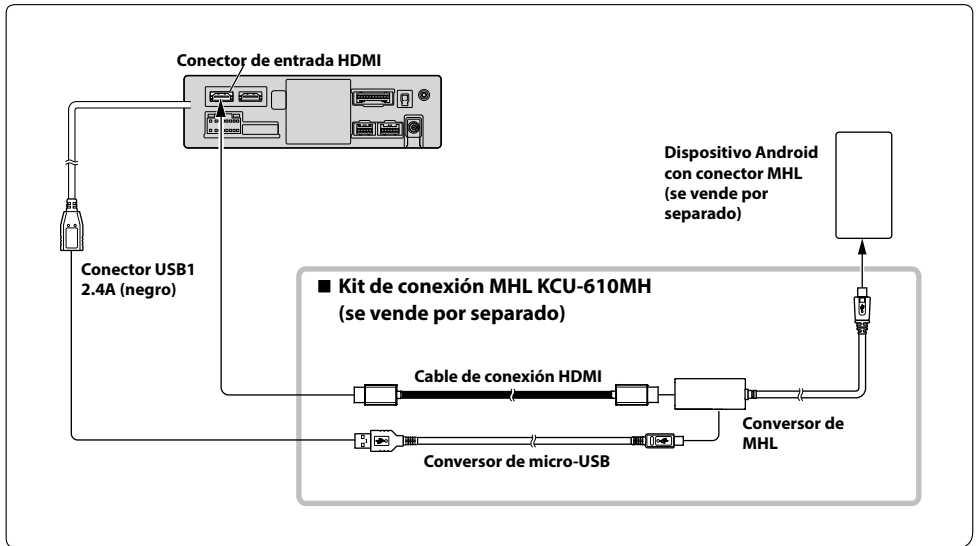 Conector de entrada HDMI
Dispositivo Android
con conector MHL
(se vende por
separado)
Conector USB1
2.4A (negro)
■ Kit de conexión MHL KCU-610MH
(se vende por separado)
Cable de conexión HDMI
Conversor de
MHL
Conversor de micro-USB